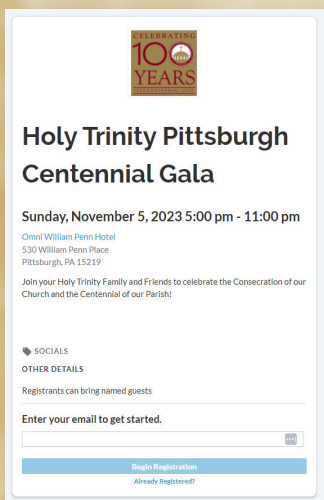 CELEBRATING
100
YEARS
1923 CENTENNIAL 2023
Holy Trinity Pittsburgh
Centennial Gala
Sunday, November 5, 2023 5:00 pm - 11:00 pm
Omni William Penn Hotel
530 William Penn Place
Pittsburgh, PA 15219
Join your Holy Trinity Family and Friends to celebrate the Consecration of our
Church and the Centennial of our Parish!
SOCIALS
OTHER DETAILS
Registrants can bring named guests
Enter your email to get started.
Begin Registration
Already Registered?